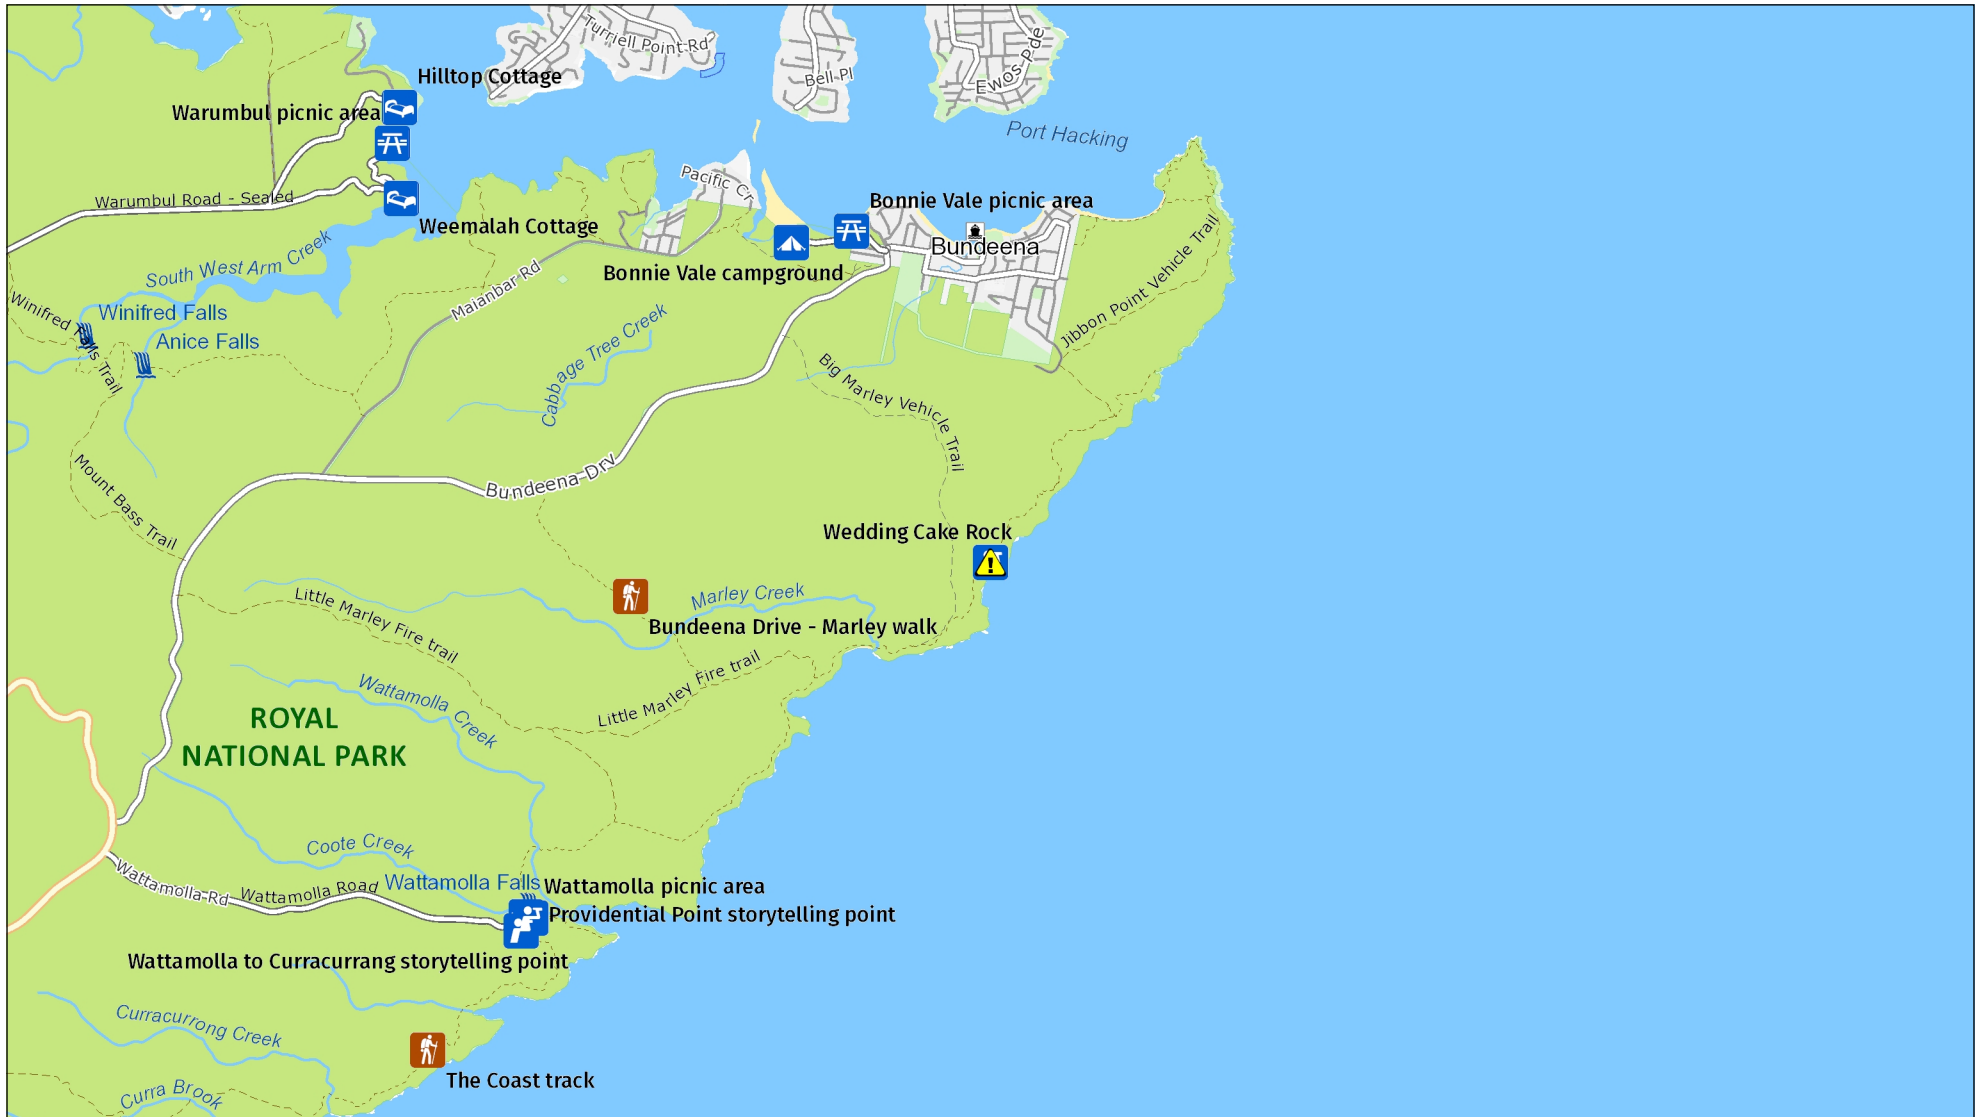 Turriell Point Rd
Bell Pl
Ewos Pde
Hilltop Cottage
Warumbul picnic area
Port Hacking
Pacific Cr
Warumbul Road - Sealed
Weemalah Cottage
Bonnie Vale picnic area
Bundeena
South West Arm Creek
Bonnie Vale campground
Maianbar Rd
Jibbon Point Vehicle Trail
Winifred Falls
Winifred Falls Trail
Anice Falls
Cabbage Tree Creek
Big Marley Vehicle Trail
Mount Bass Trail
Bundeena Drv
Wedding Cake Rock
Little Marley Fire trail
Marley Creek
Bundeena Drive - Marley walk
Little Marley Fire trail
Wattamolla Creek
ROYAL
NATIONAL PARK
Coote Creek
Wattamolla Rd
Wattamolla Road
Wattamolla Falls
Wattamolla picnic area
Providential Point storytelling point
Wattamolla to Curracurrang storytelling point
Curracurrong Creek
The Coast track
Curra Brook